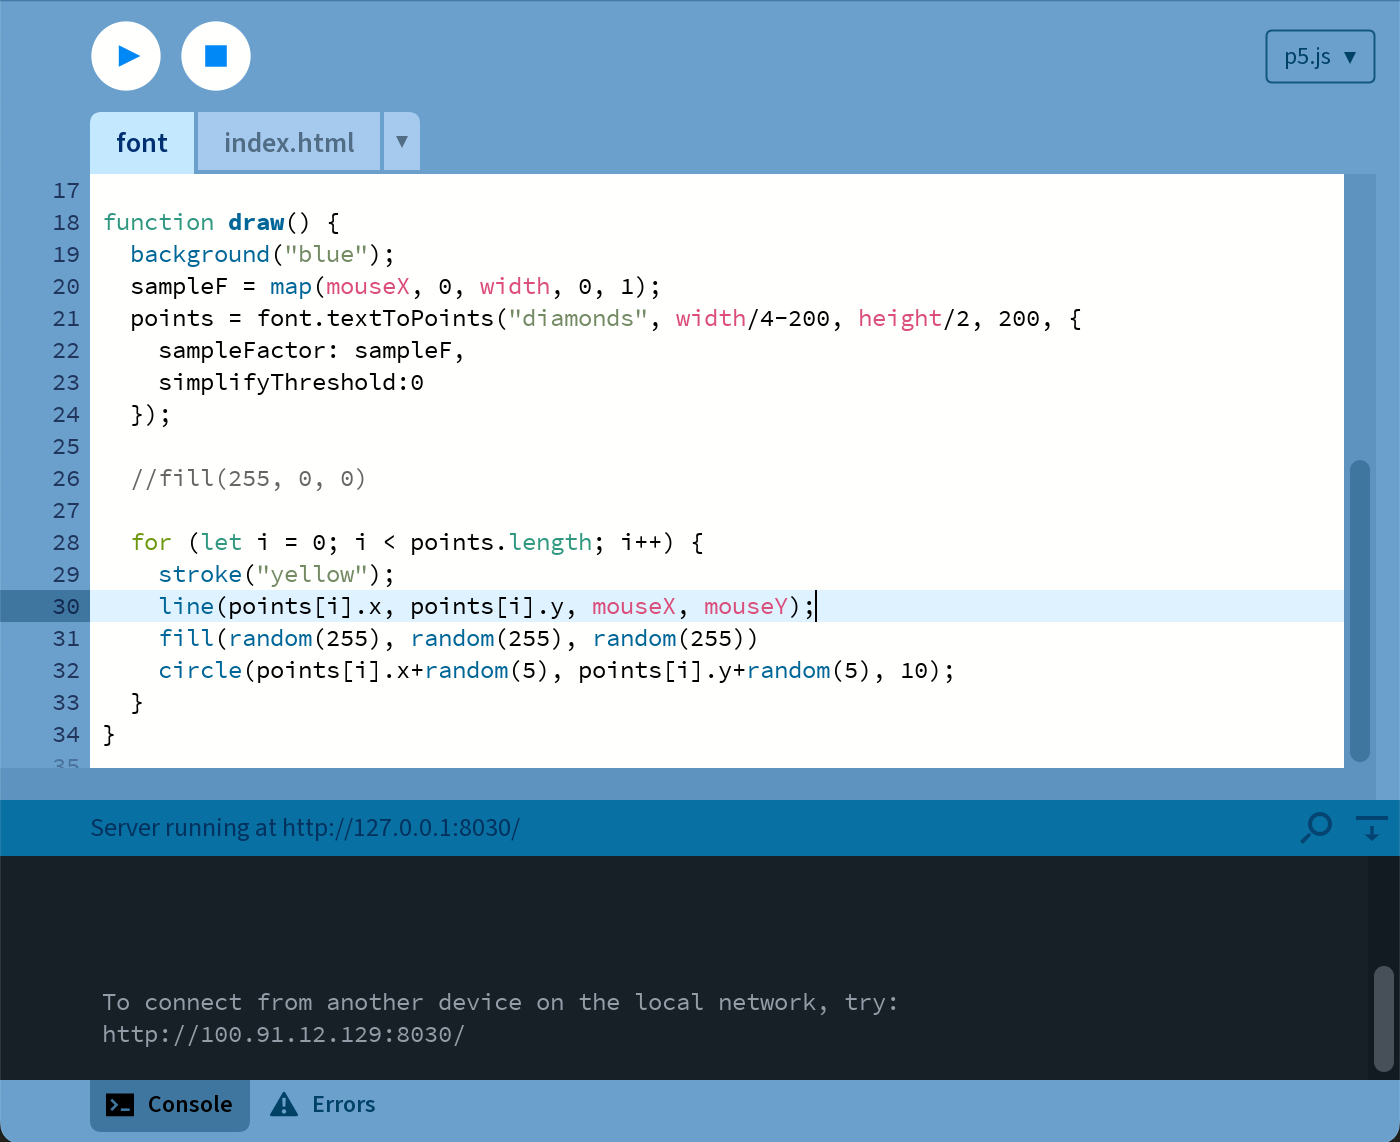 p5.js ▼
font index.html ▼
17
18 function draw() {
19   background("blue");
20   sampleF = map(mouseX, 0, width, 0, 1);
21   points = font.textToPoints("diamonds", width/4-200, height/2, 200, {
22     sampleFactor: sampleF,
23     simplifyThreshold:0
24   });
25
26   //fill(255, 0, 0)
27
28   for (let i = 0; i < points.length; i++) {
29     stroke("yellow");
30     line(points[i].x, points[i].y, mouseX, mouseY);
31     fill(random(255), random(255), random(255))
32     circle(points[i].x+random(5), points[i].y+random(5), 10);
33   }
34 }
35
Server running at http://127.0.0.1:8030/
To connect from another device on the local network, try:
http://100.91.12.129:8030/
Console Errors